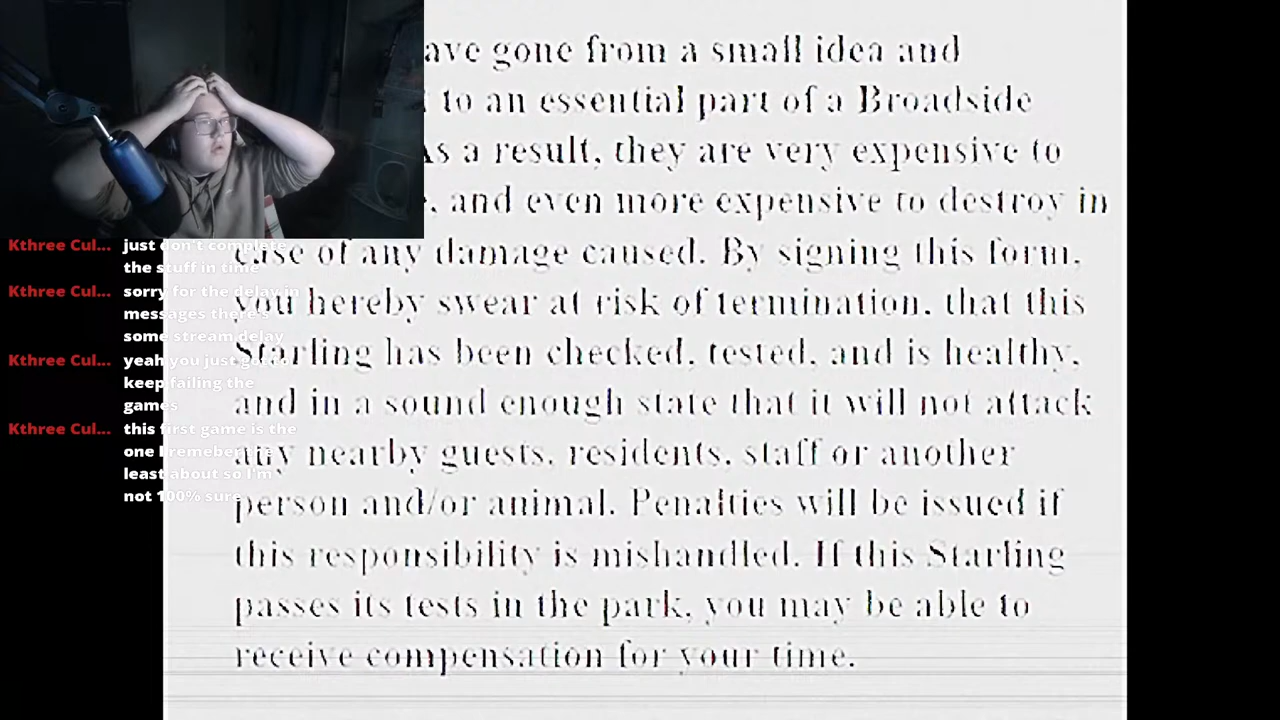 ave gone from a small idea and
to an essential part of a Broadside
As a result, they are very expensive to
, and even more expensive to destroy in
case of any damage caused. By signing this form,
you hereby swear at risk of termination, that this
Starling has been checked, tested, and is healthy,
and in a sound enough state that it will not attack
any nearby guests, residents, staff or another
person and/or animal. Penalties will be issued if
this responsibility is mishandled. If this Starling
passes its tests in the park, you may be able to
receive compensation for your time.
Kthree Cul... just don't complete
the stuff in time
Kthree Cul... sorry for the delay in
messages there's
some stream delay
Kthree Cul... yeah you just gotta
keep failing the
games
Kthree Cul... this first game is the
one I remeber the
least about so I'm
not 100% sure